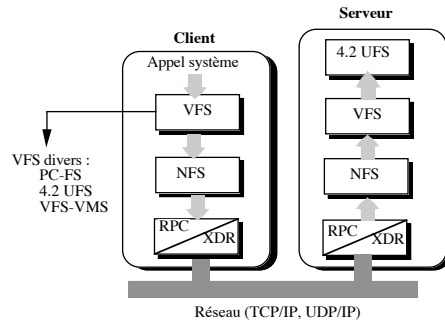 Client
Appel système
VFS
NFS
RPC
XDR
VFS divers :
PC-FS
4.2 UFS
VFS-VMS
Serveur
4.2 UFS
VFS
NFS
RPC
XDR
Réseau (TCP/IP, UDP/IP)